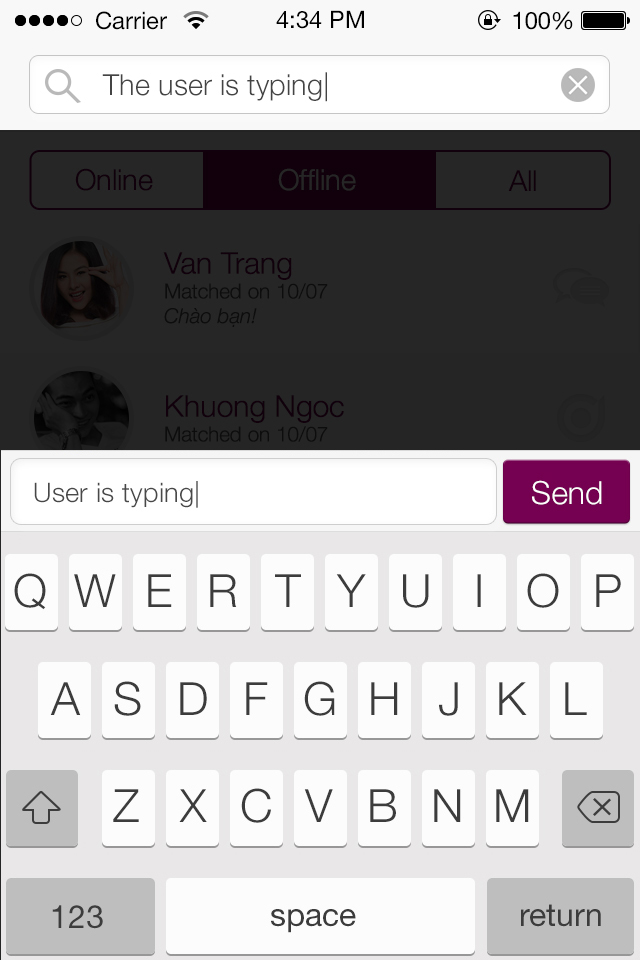 Carrier 4:34 PM 100%
The user is typing
Online Offline All
Van Trang
Matched on 10/07
Chào bạn!
Khuong Ngoc
Matched on 10/07
User is typing Send
Q W E R T Y U I O P
A S D F G H J K L
Z X C V B N M
123 space return